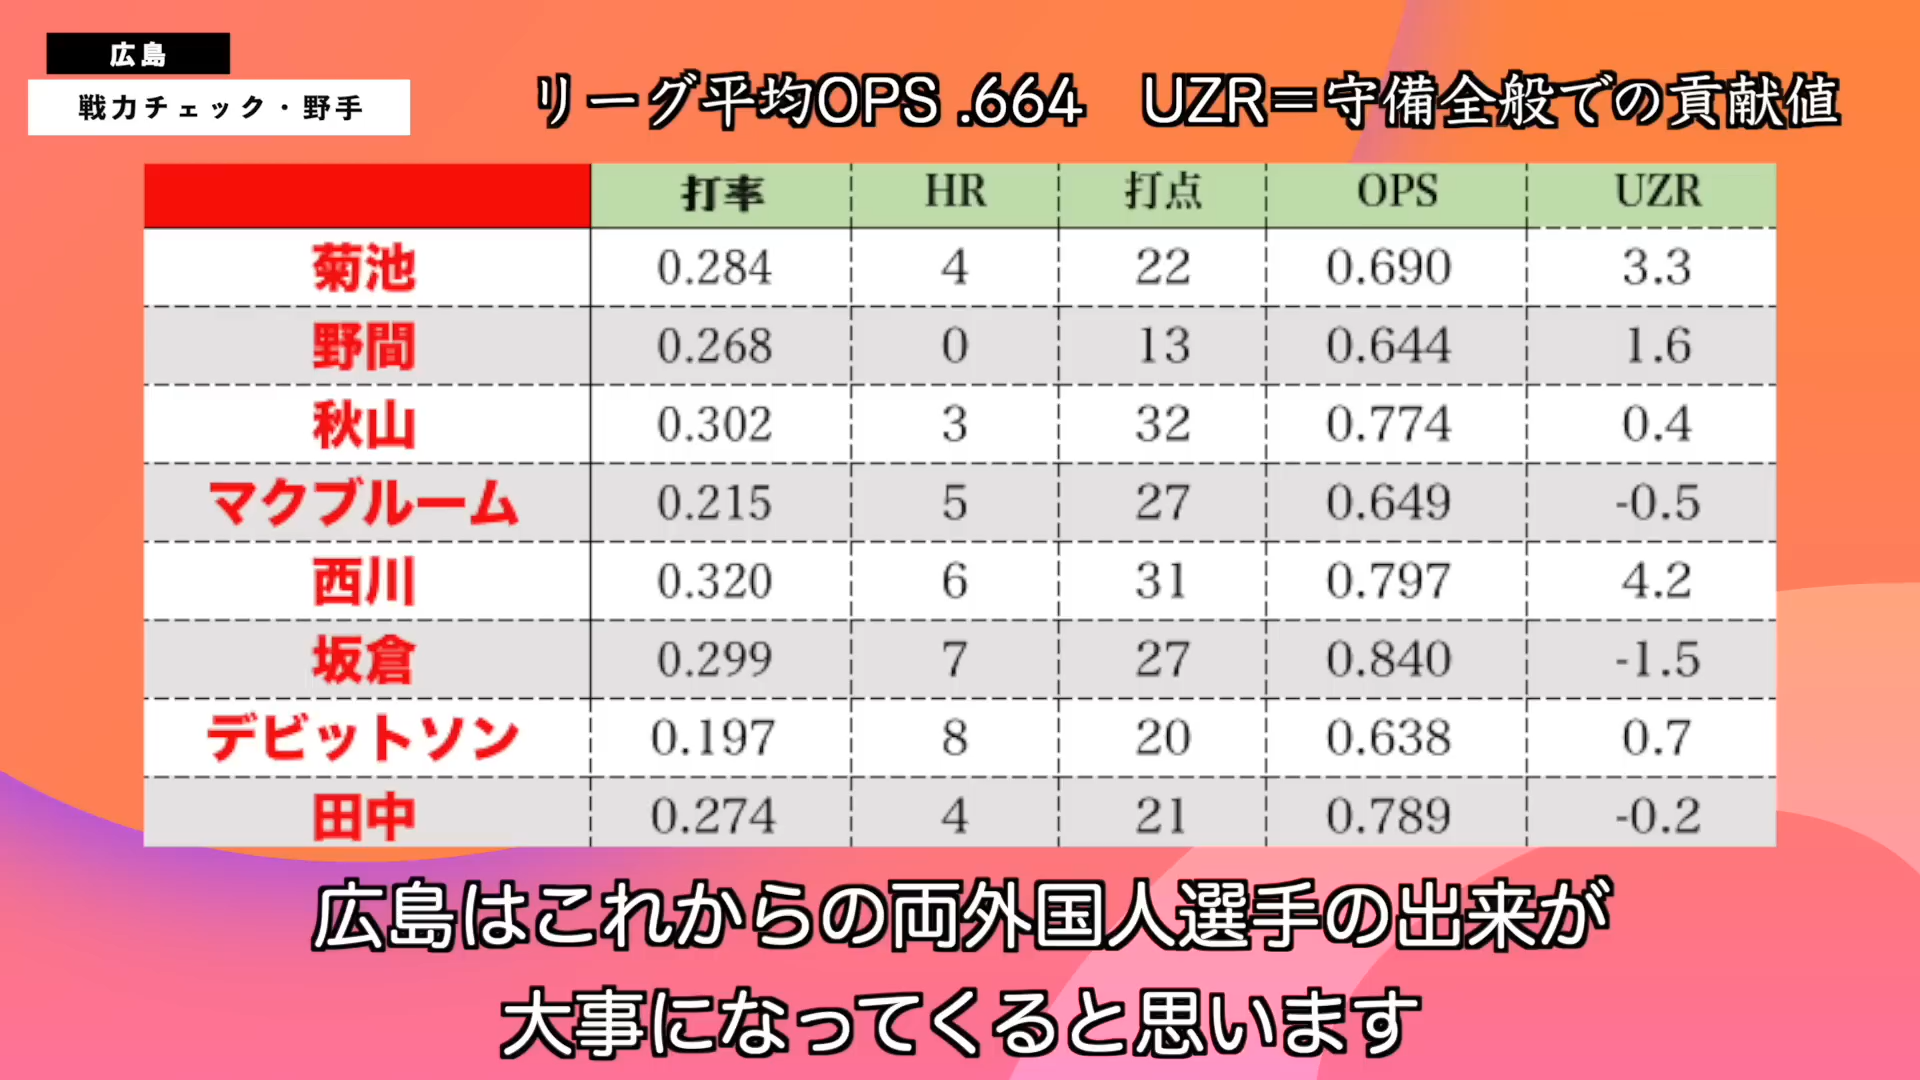 広島
戦力チェック・野手
リーグ平均OPS .664　UZR＝守備全般での貢献値
打率 HR 打点 OPS UZR
菊池 0.284 4 22 0.690 3.3
野間 0.268 0 13 0.644 1.6
秋山 0.302 3 32 0.774 0.4
マクブルーム 0.215 5 27 0.649 -0.5
西川 0.320 6 31 0.797 4.2
坂倉 0.299 7 27 0.840 -1.5
デビットソン 0.197 8 20 0.638 0.7
田中 0.274 4 21 0.789 -0.2
広島はこれからの両外国人選手の出来が
大事になってくると思います